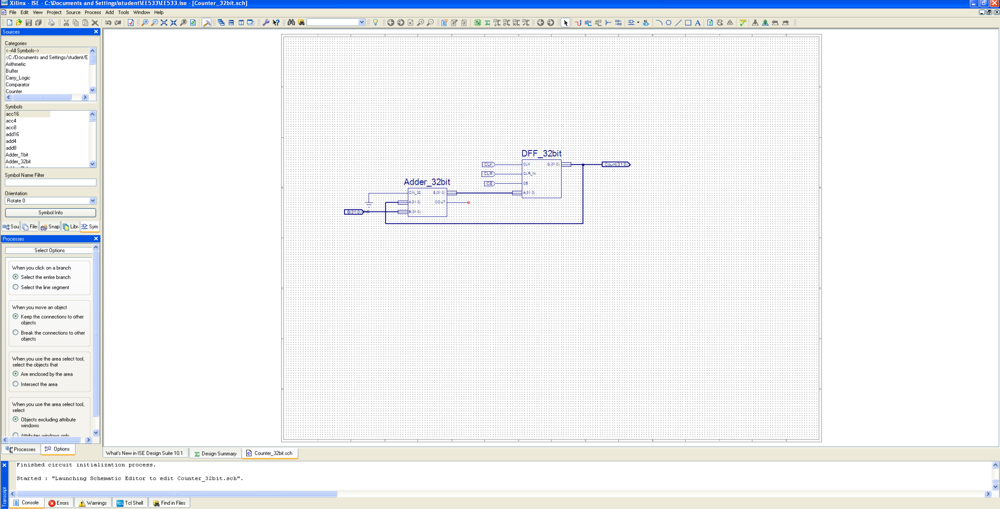 Xilinx - ISE - C:\Documents and Settings\student\EE533\EE533.ise - [Counter_32bit.sch]
File Edit View Project Source Process Add Tools Window Help
Sources
Categories
<--All Symbols-->
<C:/Documents and Settings/student/E
Arithmetic
Buffer
Carry_Logic
Comparator
Counter
Symbols
acc16
acc4
acc8
add16
add4
add8
Adder_1bit
Adder_32bit
Symbol Name Filter
Orientation
Rotate 0
Symbol Info
Sou File: Snap Libr. Sym
Processes
Select Options
When you click on a branch
Select the entire branch
Select the line segment
When you move an object
Keep the connections to other
objects
Break the connections to other
objects
When you use the area select tool,
select the objects that
Are enclosed by the area
Intersect the area
When you use the area select tool,
select
Objects excluding attribute
windows
Attributes windows only
Processes Options
DFF_32bit
CLK CLK Q(31:0) Count(31:0)
CLR CLR_IN
CE CE
A(31:0)
Adder_32bit
CIN_32 S(31:0)
A(31:0) COUT
B(31:0) B(31:0)
What's New in ISE Design Suite 10.1 Design Summary Counter_32bit.sch
Finished circuit initialization process.
Started : "Launching Schematic Editor to edit Counter_32bit.sch".
Transcript
Console Errors Warnings Tcl Shell Find in Files